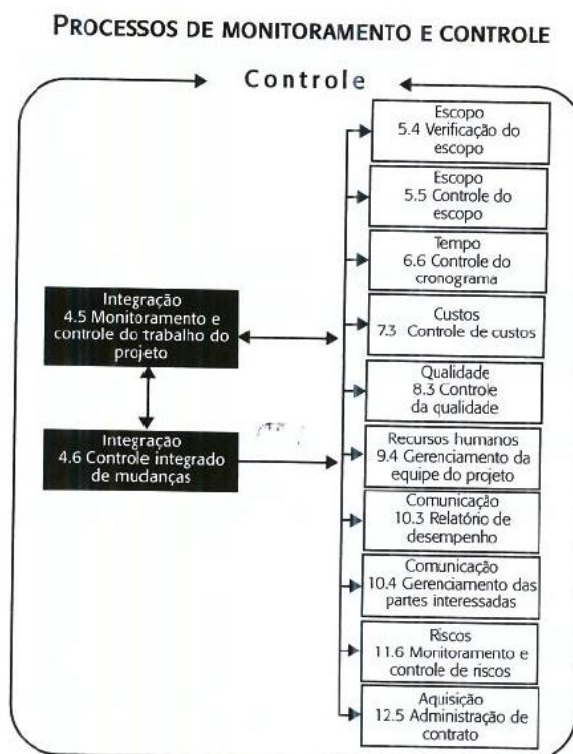 PROCESSOS DE MONITORAMENTO E CONTROLE
Controle
Integração
4.5 Monitoramento e
controle do trabalho do
projeto
Integração
4.6 Controle integrado
de mudanças
Escopo
5.4 Verificação do
escopo
Escopo
5.5 Controle do
escopo
Tempo
6.6 Controle do
cronograma
Custos
7.3 Controle de custos
Qualidade
8.3 Controle
da qualidade
Recursos humanos
9.4 Gerenciamento da
equipe do projeto
Comunicação
10.3 Relatório de
desempenho
Comunicação
10.4 Gerenciamento das
partes interessadas
Riscos
11.6 Monitoramento e
controle de riscos
Aquisição
12.5 Administração de
contrato